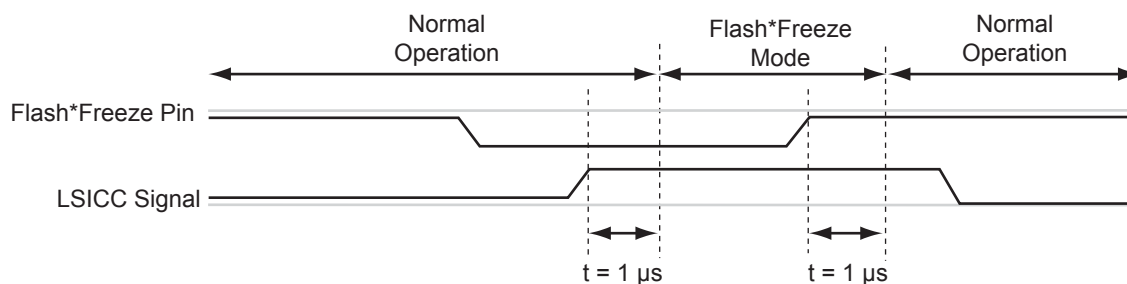 Normal
Operation
Flash*Freeze
Mode
Normal
Operation
Flash*Freeze Pin
LSICC Signal
t = 1 µs
t = 1 µs